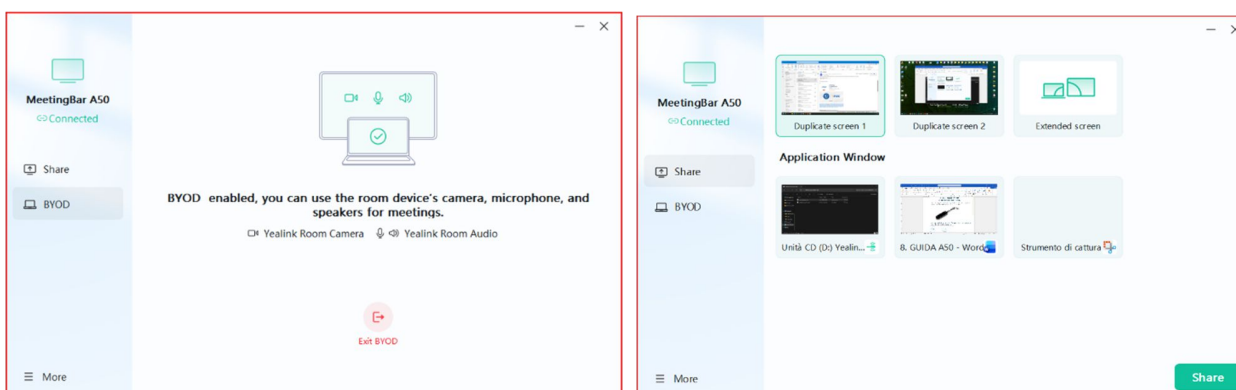 MeetingBar A50
Connected
Share
BYOD
BYOD enabled, you can use the room device's camera, microphone, and
speakers for meetings.
Yealink Room Camera Yealink Room Audio
Exit BYOD
More
MeetingBar A50
Connected
Share
BYOD
Duplicate screen 1
Duplicate screen 2
Extended screen
Application Window
Unità CD (D:) Yealin...
8. GUIDA A50 - Word
Strumento di cattura
More
Share